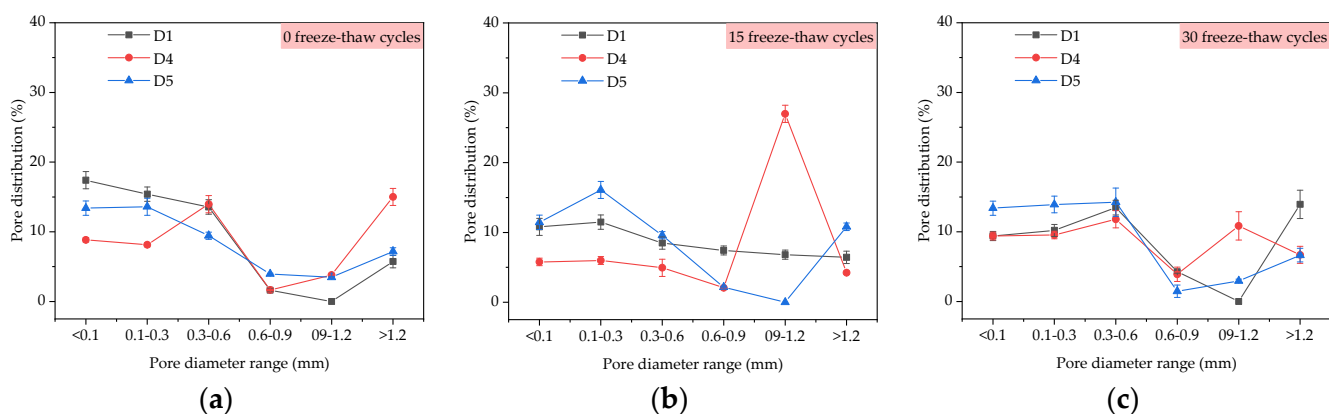 40
30
20
10
0
Pore distribution (%)
0 freeze-thaw cycles
D1
D4
D5
<0.1 0.1-0.3 0.3-0.6 0.6-0.9 09-1.2 >1.2
Pore diameter range (mm)
(a)
40
30
20
10
0
Pore distribution (%)
15 freeze-thaw cycles
D1
D4
D5
<0.1 0.1-0.3 0.3-0.6 0.6-0.9 09-1.2 >1.2
Pore diameter range (mm)
(b)
40
30
20
10
0
Pore distribution (%)
30 freeze-thaw cycles
D1
D4
D5
<0.1 0.1-0.3 0.3-0.6 0.6-0.9 09-1.2 >1.2
Pore diameter range (mm)
(c)